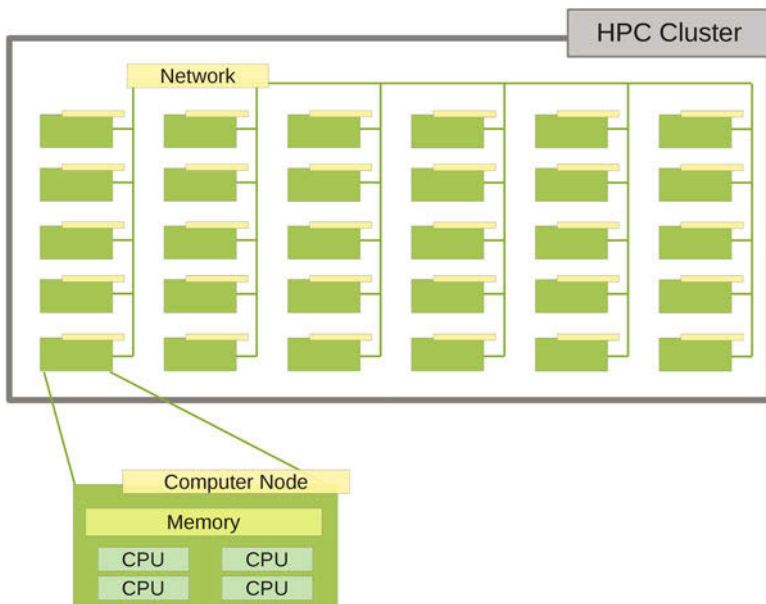 HPC Cluster
Network
Computer Node
Memory
CPU CPU
CPU CPU